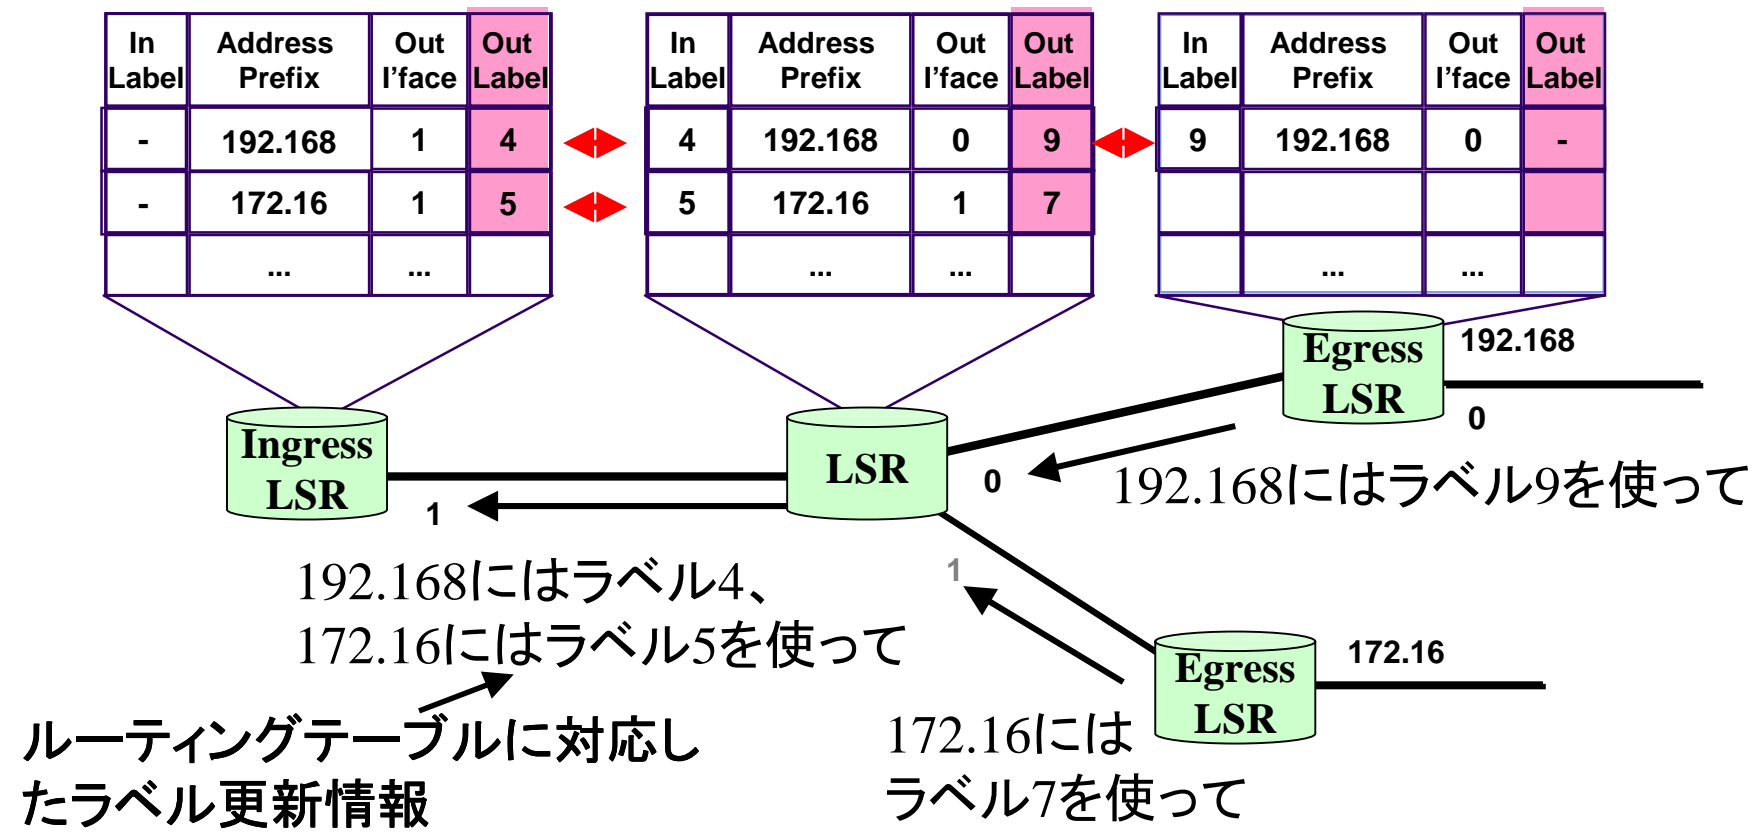 In Label Address Prefix Out I'face Out Label
- 192.168 1 4
- 172.16 1 5
... ...
In Label Address Prefix Out I'face Out Label
4 192.168 0 9
5 172.16 1 7
... ...
In Label Address Prefix Out I'face Out Label
9 192.168 0 -
... ...
Egress
LSR
192.168
0
Ingress
LSR
1
LSR
0
192.168にはラベル9を使って
1
192.168にはラベル4、
172.16にはラベル5を使って
Egress
LSR
172.16
ルーティングテーブルに対応し
たラベル更新情報
172.16には
ラベル7を使って